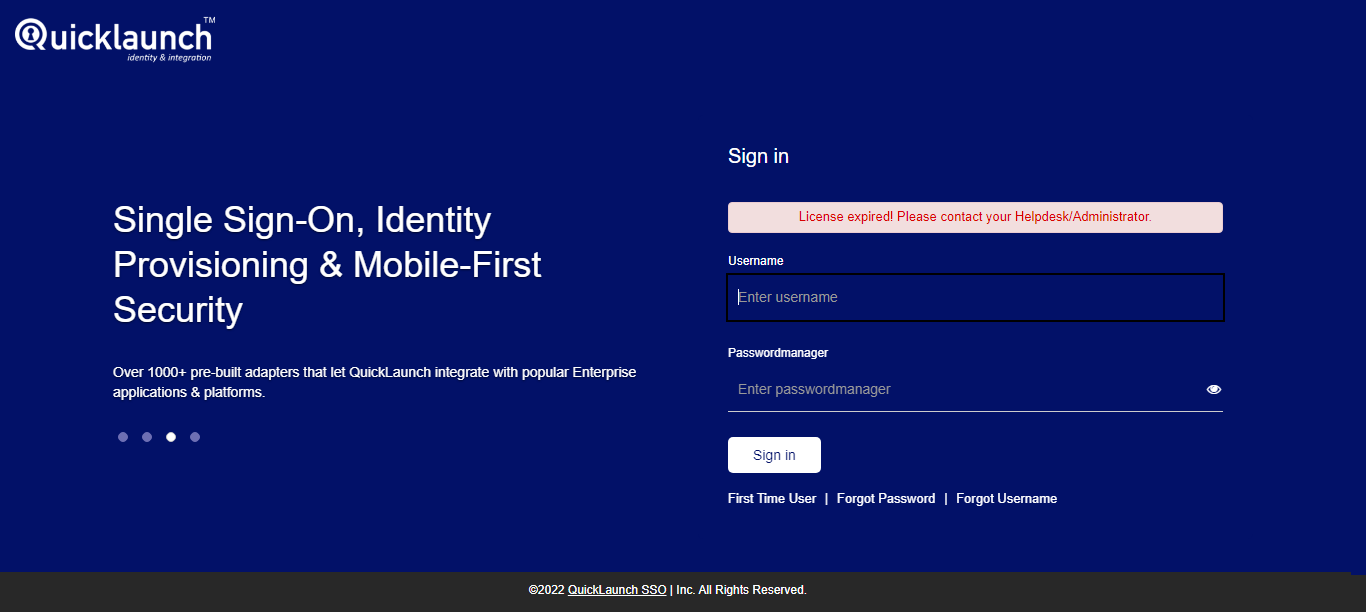 Quicklaunch™
identity & integration
Sign in
License expired! Please contact your Helpdesk/Administrator.
Single Sign-On, Identity
Provisioning & Mobile-First
Security
Over 1000+ pre-built adapters that let QuickLaunch integrate with popular Enterprise
applications & platforms.
Username
Enter username
Passwordmanager
Enter passwordmanager
Sign in
First Time User | Forgot Password | Forgot Username
©2022 QuickLaunch SSO | Inc. All Rights Reserved.